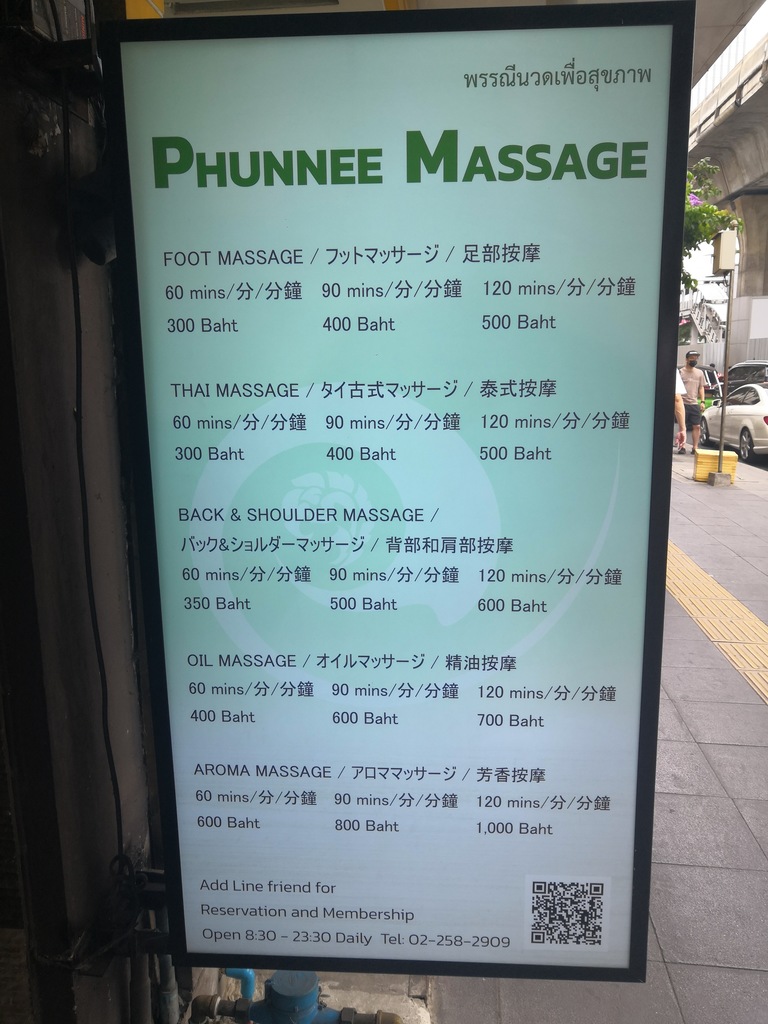 พรรณีนวดเพื่อสุขภาพ
PHUNNEE MASSAGE
FOOT MASSAGE / フットマッサージ / 足部按摩
60 mins/分/分鐘 90 mins/分/分鐘 120 mins/分/分鐘
300 Baht 400 Baht 500 Baht
THAI MASSAGE / タイ古式マッサージ / 泰式按摩
60 mins/分/分鐘 90 mins/分/分鐘 120 mins/分/分鐘
300 Baht 400 Baht 500 Baht
BACK & SHOULDER MASSAGE /
バック&ショルダーマッサージ / 背部和肩部按摩
60 mins/分/分鐘 90 mins/分/分鐘 120 mins/分/分鐘
350 Baht 500 Baht 600 Baht
OIL MASSAGE / オイルマッサージ / 精油按摩
60 mins/分/分鐘 90 mins/分/分鐘 120 mins/分/分鐘
400 Baht 600 Baht 700 Baht
AROMA MASSAGE / アロママッサージ / 芳香按摩
60 mins/分/分鐘 90 mins/分/分鐘 120 mins/分/分鐘
600 Baht 800 Baht 1,000 Baht
Add Line friend for
Reservation and Membership
Open 8:30 - 23:30 Daily Tel: 02-258-2909